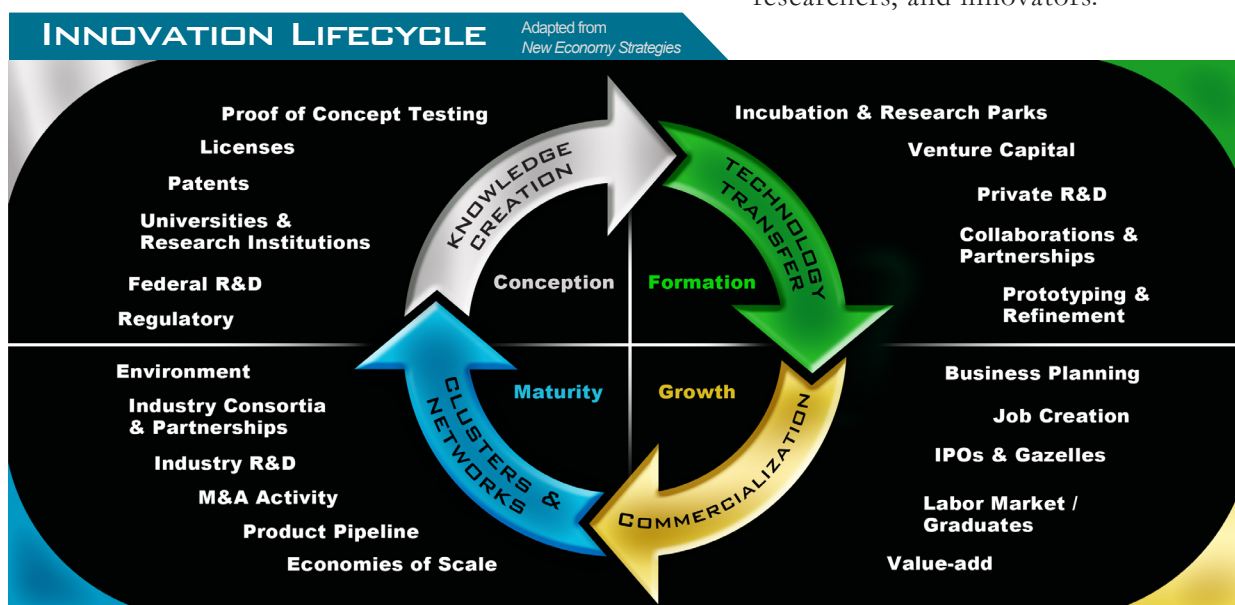 researchers, and innovators.
INNOVATION LIFECYCLE
Adapted from
New Economy Strategies
Proof of Concept Testing
Licenses
Patents
Universities &
Research Institutions
Federal R&D
Regulatory
KNOWLEDGE
CREATION
Conception
Incubation & Research Parks
Venture Capital
Private R&D
Collaborations &
Partnerships
Prototyping &
Refinement
TECHNOLOGY
TRANSFER
Formation
Environment
Industry Consortia
& Partnerships
Industry R&D
M&A Activity
Product Pipeline
Economies of Scale
CLUSTERS &
NETWORKS
Maturity
Growth
COMMERCIALIZATION
Business Planning
Job Creation
IPOs & Gazelles
Labor Market /
Graduates
Value-add